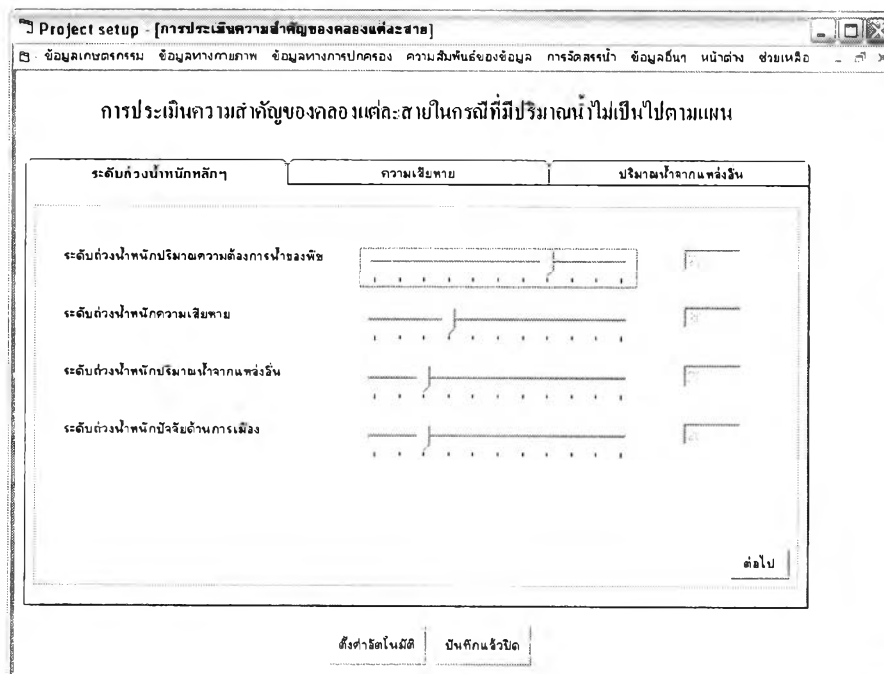 Project setup - [การประเมินความสำคัญของคลองแต่ละสาย]
ข้อมูลเกษตรกรรม ข้อมูลทางกายภาพ ข้อมูลทางการปกครอง ความสัมพันธ์ของข้อมูล การจัดสรรน้ำ ข้อมูลอื่นๆ หน้าต่าง ช่วยเหลือ
การประเมินความสำคัญของคลองแต่ละสายในกรณีที่มีปริมาณน้ำไม่เป็นไปตามแผน
ระดับถ่วงน้ำหนักหลักๆ ความเสียหาย ปริมาณน้ำจากแหล่งอื่น
ระดับถ่วงน้ำหนักปริมาณความต้องการน้ำของพืช
ระดับถ่วงน้ำหนักความเสียหาย
ระดับถ่วงน้ำหนักปริมาณน้ำจากแหล่งอื่น
ระดับถ่วงน้ำหนักปัจจัยด้านการเมือง
ต่อไป
ตั้งค่าอัตโนมัติ บันทึกแล้วปิด